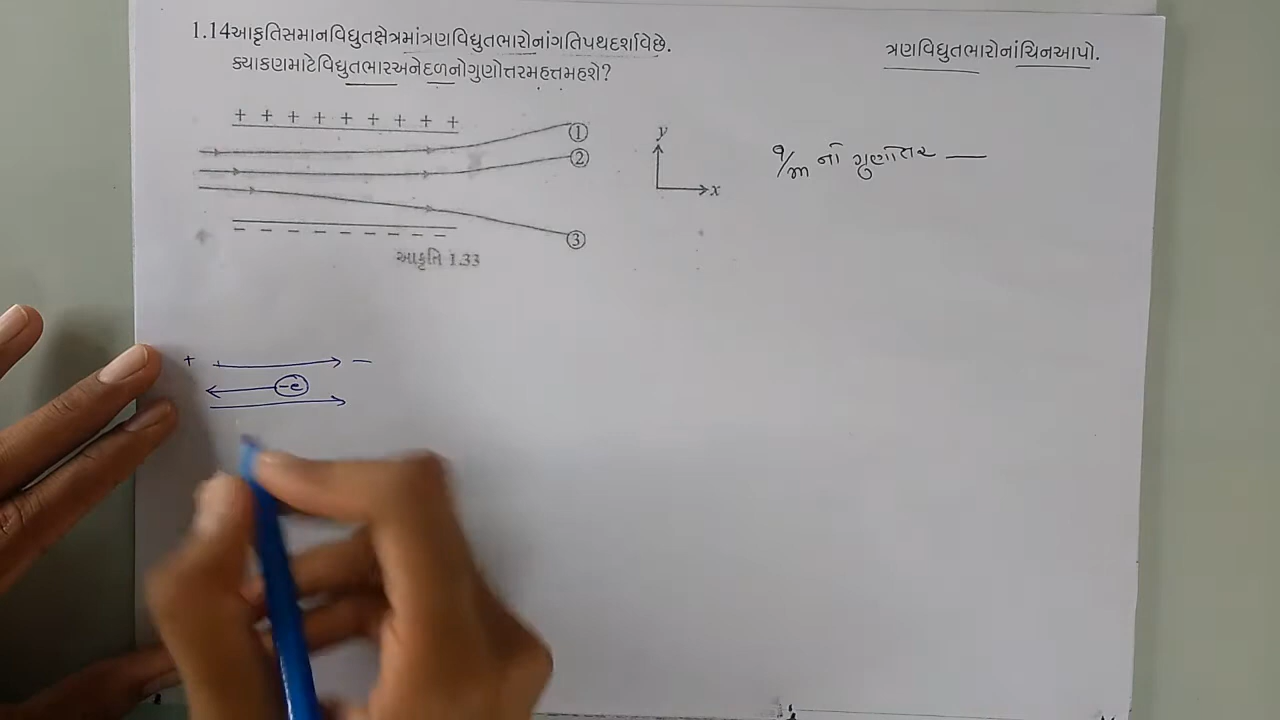 1.14આકૃતિસમાનવિદ્યુતક્ષેત્રમાંત્રણવિદ્યુતભારોનાંગતિપથદર્શાવેછે.
ત્રણવિદ્યુતભારોનાંચિનઆપો.
ક્યાકણમાટેવિદ્યુતભારઅનેદળનોગુણોત્તરમહત્તમહશે?
+ + + + + + + + +
①
②
y
x
q/m નો ગુણોત્તર —
③
− − − − − − − − −
આકૃતિ 1.33
+ −
−e